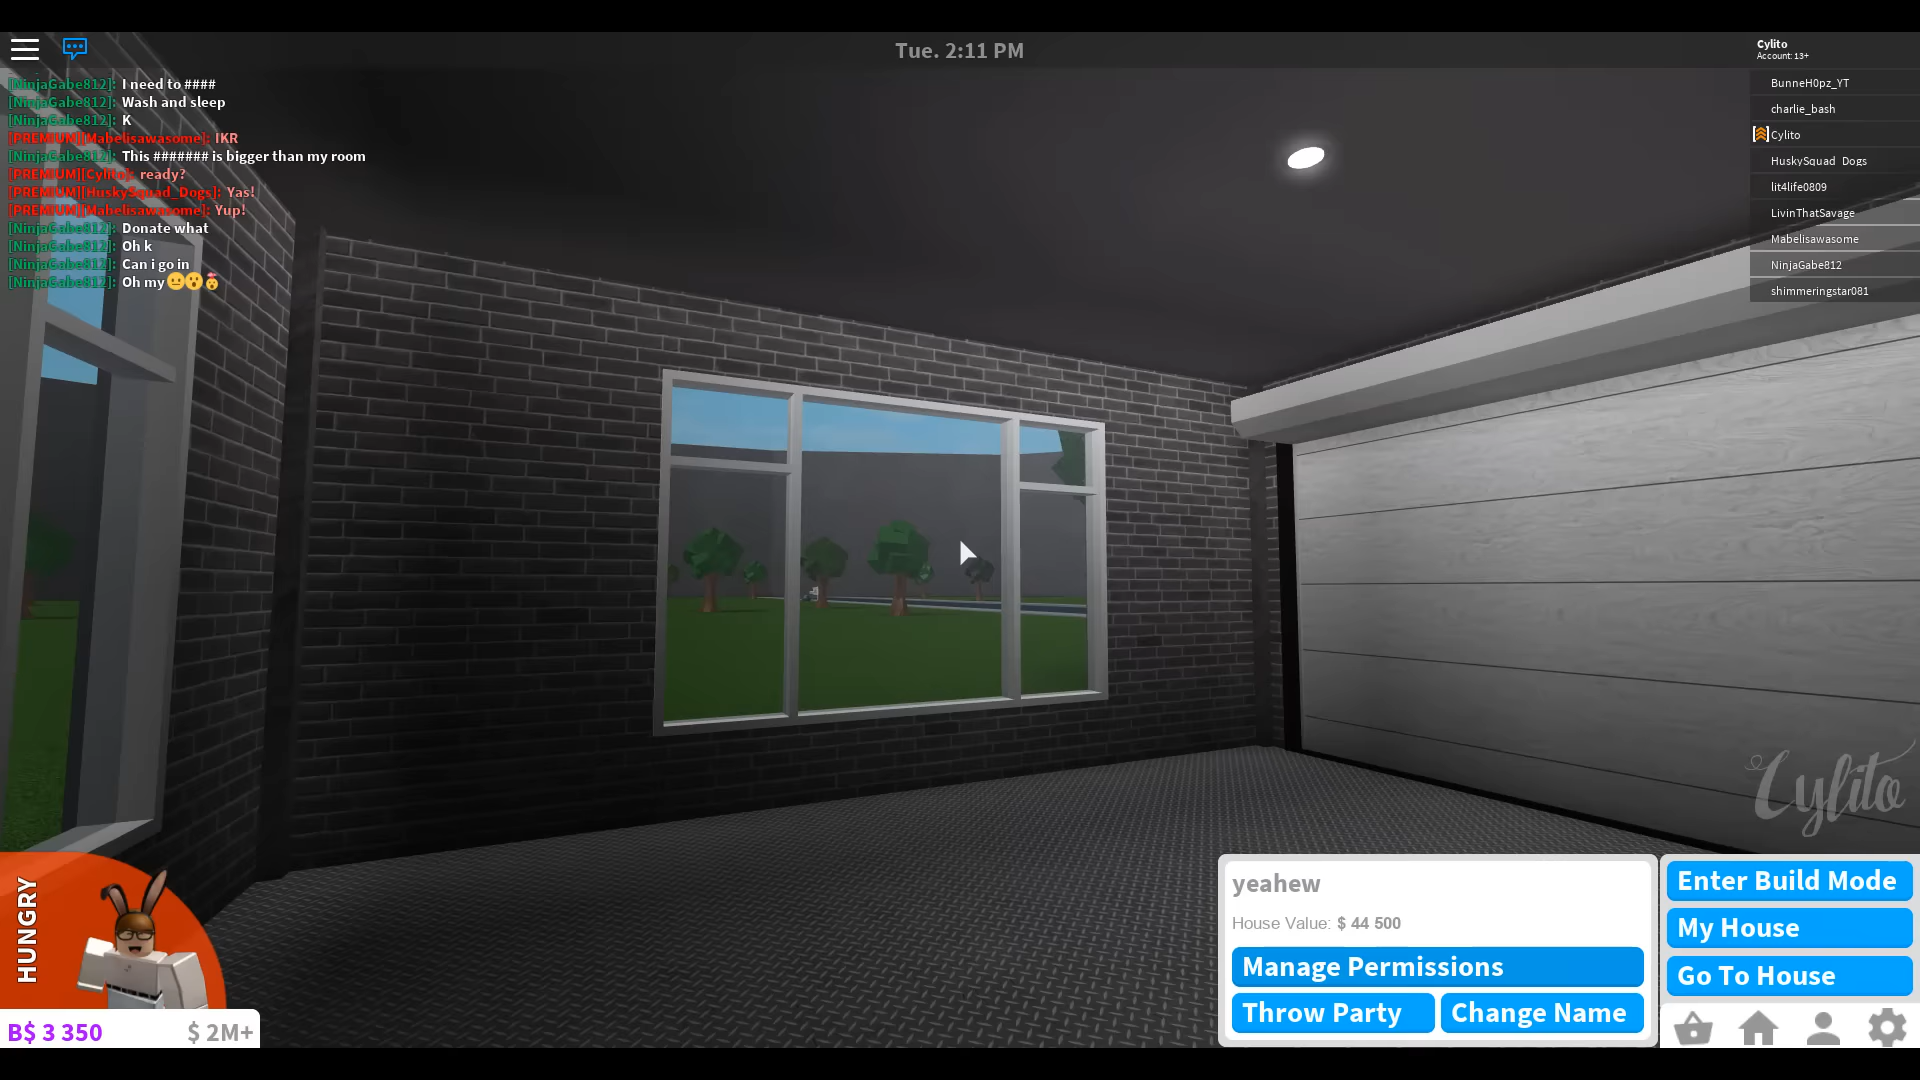 Tue. 2:11 PM
Cylito
Account: 13+
[NinjaGabe812]: I need to ####
[NinjaGabe812]: Wash and sleep
[NinjaGabe812]: K
[PREMIUM][Mabelisawasome]: IKR
[NinjaGabe812]: This ####### is bigger than my room
[PREMIUM][Cylito]: ready?
[PREMIUM][HuskySquad_Dogs]: Yas!
[PREMIUM][Mabelisawasome]: Yup!
[NinjaGabe812]: Donate what
[NinjaGabe812]: Oh k
[NinjaGabe812]: Can i go in
[NinjaGabe812]: Oh my😐😮💏
BunneH0pz_YT
charlie_bash
Cylito
HuskySquad_Dogs
lit4life0809
LivinThatSavage
Mabelisawasome
NinjaGabe812
shimmeringstar081
Cylito
HUNGRY
B$ 3 350
$ 2M+
yeahew
House Value: $ 44 500
Manage Permissions
Throw Party
Change Name
Enter Build Mode
My House
Go To House